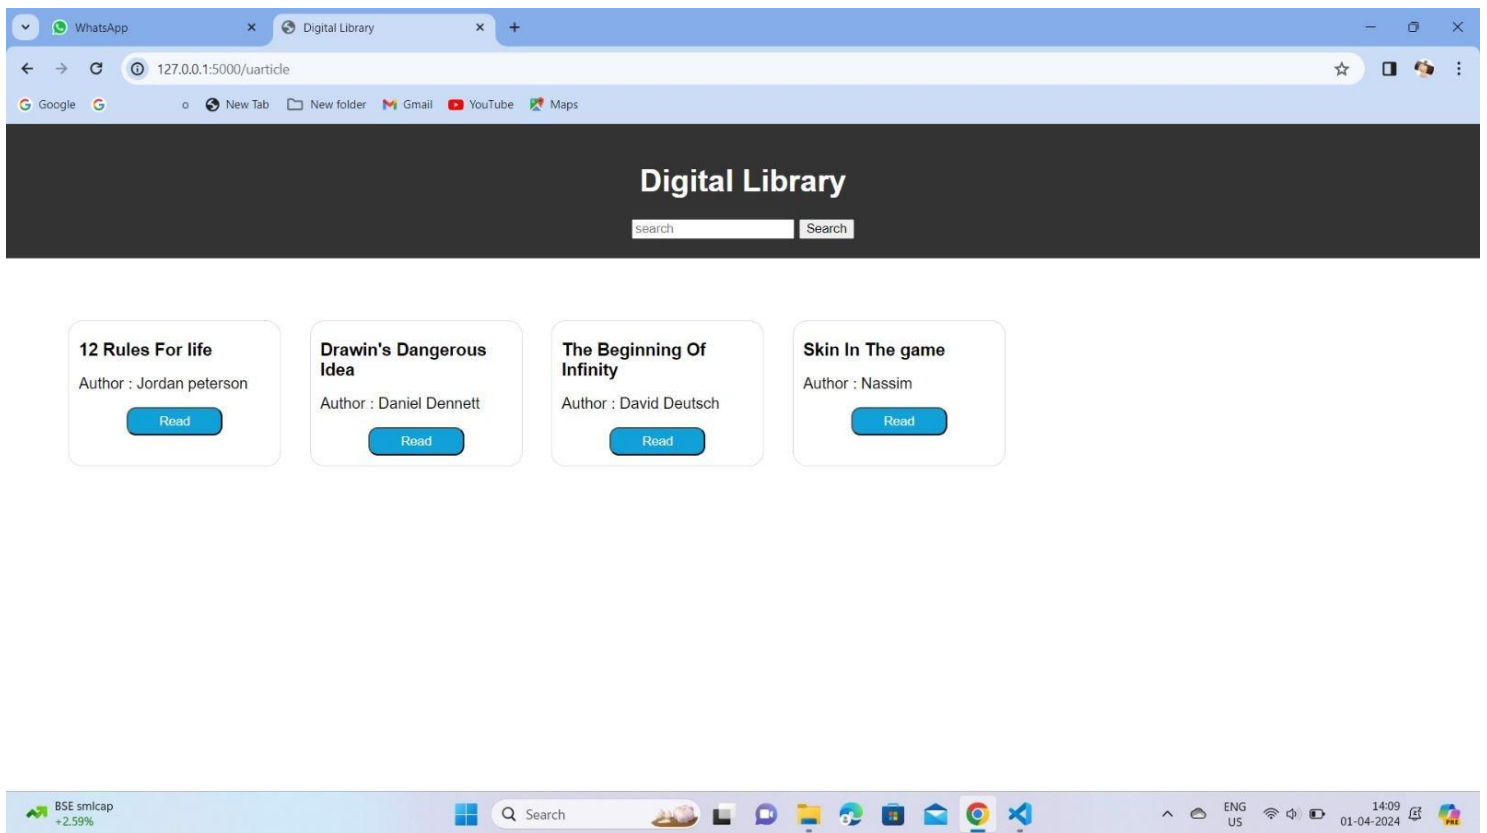 WhatsApp
Digital Library
127.0.0.1:5000/uarticle
Google
New Tab
New folder
Gmail
YouTube
Maps
Digital Library
search
Search
12 Rules For life
Author : Jordan peterson
Read
Drawin's Dangerous
Idea
Author : Daniel Dennett
Read
The Beginning Of
Infinity
Author : David Deutsch
Read
Skin In The game
Author : Nassim
Read
BSE smlcap
+2.59%
Search
ENG
US
14:09
01-04-2024
PRE